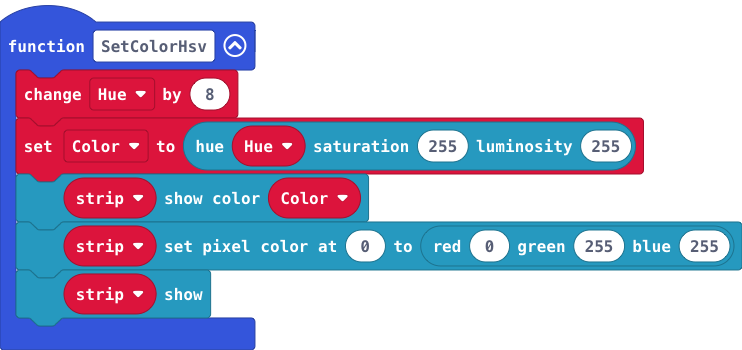 function SetColorHsv
change Hue by 8
set Color to hue Hue saturation 255 luminosity 255
strip show color Color
strip set pixel color at 0 to red 0 green 255 blue 255
strip show